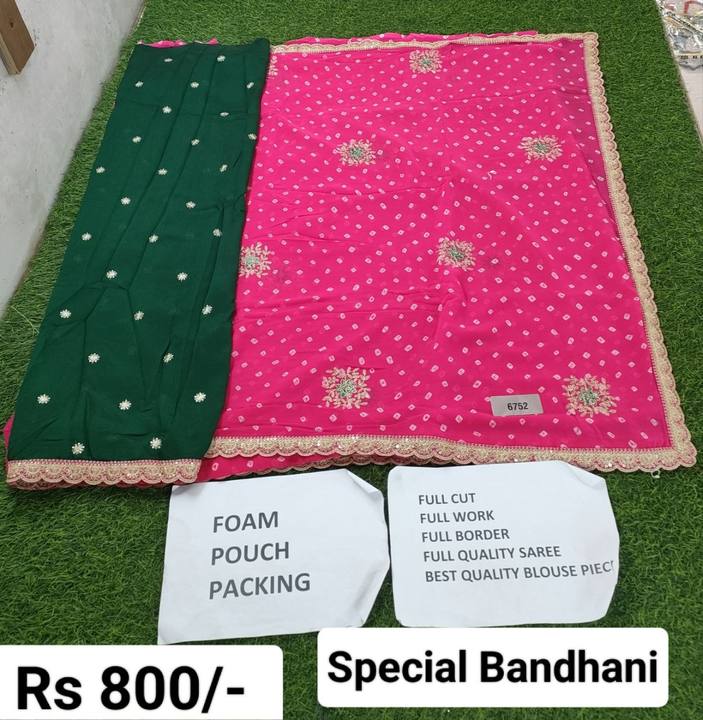 6752
FOAM
POUCH
PACKING
FULL CUT
FULL WORK
FULL BORDER
FULL QUALITY SAREE
BEST QUALITY BLOUSE PIEC
Rs 800/-
Special Bandhani